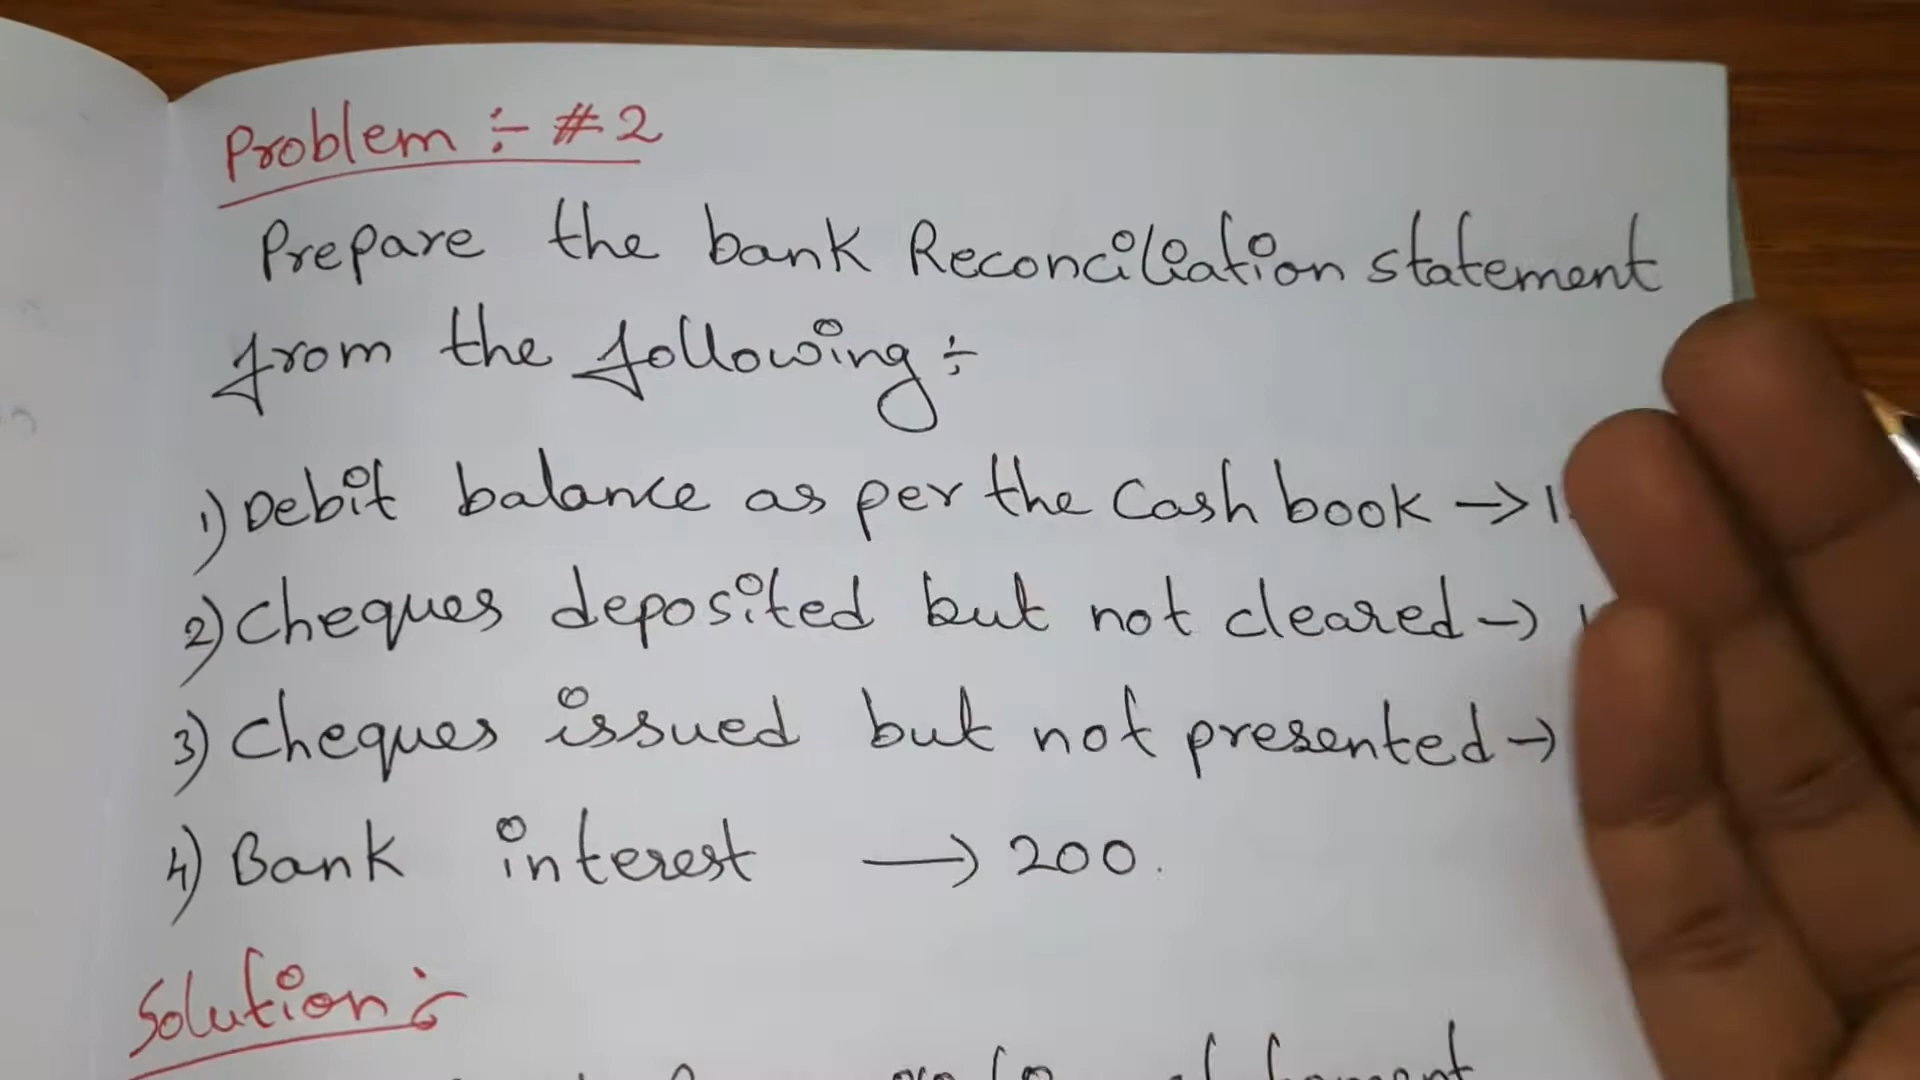 Problem :- #2
Prepare the bank Reconciliation statement
from the following :-
1) Debit balance as per the Cash book →
2) Cheques deposited but not cleared →
3) Cheques issued but not presented →
4) Bank interest → 200.
Solution :-